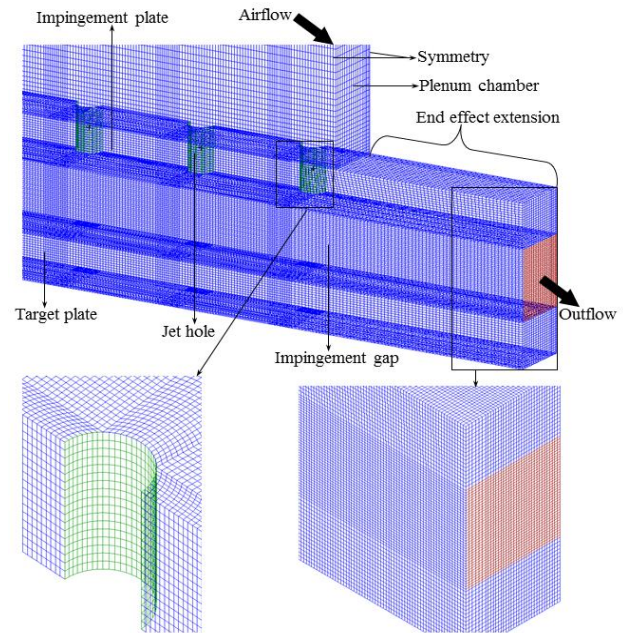 Airflow
Impingement plate
Symmetry
Plenum chamber
End effect extension
Target plate
Jet hole
Impingement gap
Outflow